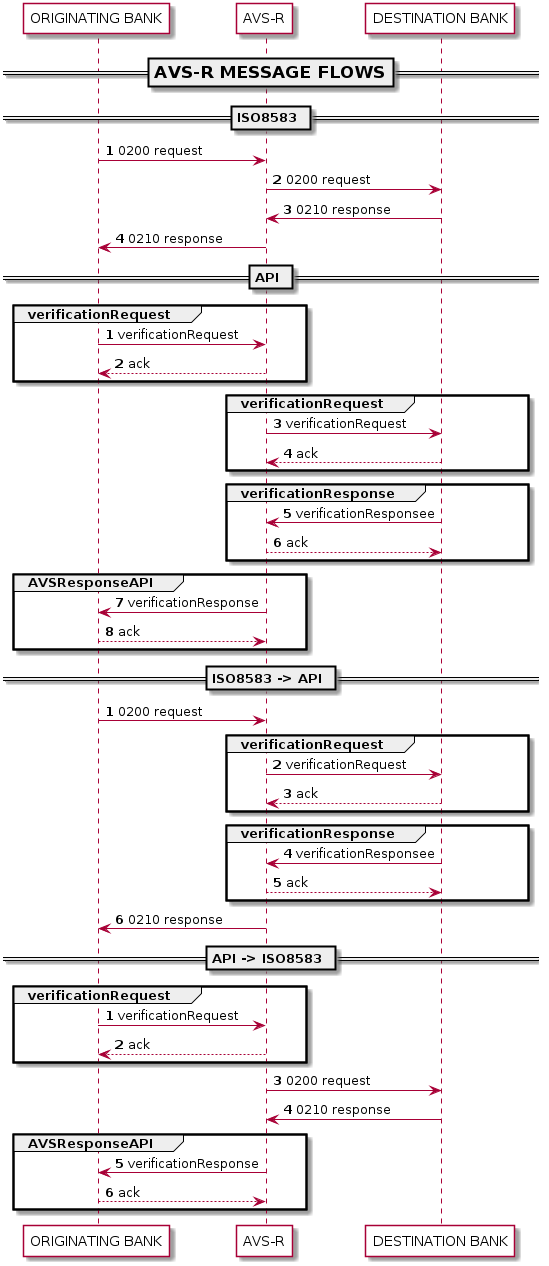 ORIGINATING BANK AVS-R DESTINATION BANK
AVS-R MESSAGE FLOWS
ISO8583
1 0200 request
2 0200 request
3 0210 response
4 0210 response
API
verificationRequest
1 verificationRequest
2 ack
verificationRequest
3 verificationRequest
4 ack
verificationResponse
5 verificationResponsee
6 ack
AVSResponseAPI
7 verificationResponse
8 ack
ISO8583 -> API
1 0200 request
verificationRequest
2 verificationRequest
3 ack
verificationResponse
4 verificationResponsee
5 ack
6 0210 response
API -> ISO8583
verificationRequest
1 verificationRequest
2 ack
3 0200 request
4 0210 response
AVSResponseAPI
5 verificationResponse
6 ack
ORIGINATING BANK AVS-R DESTINATION BANK